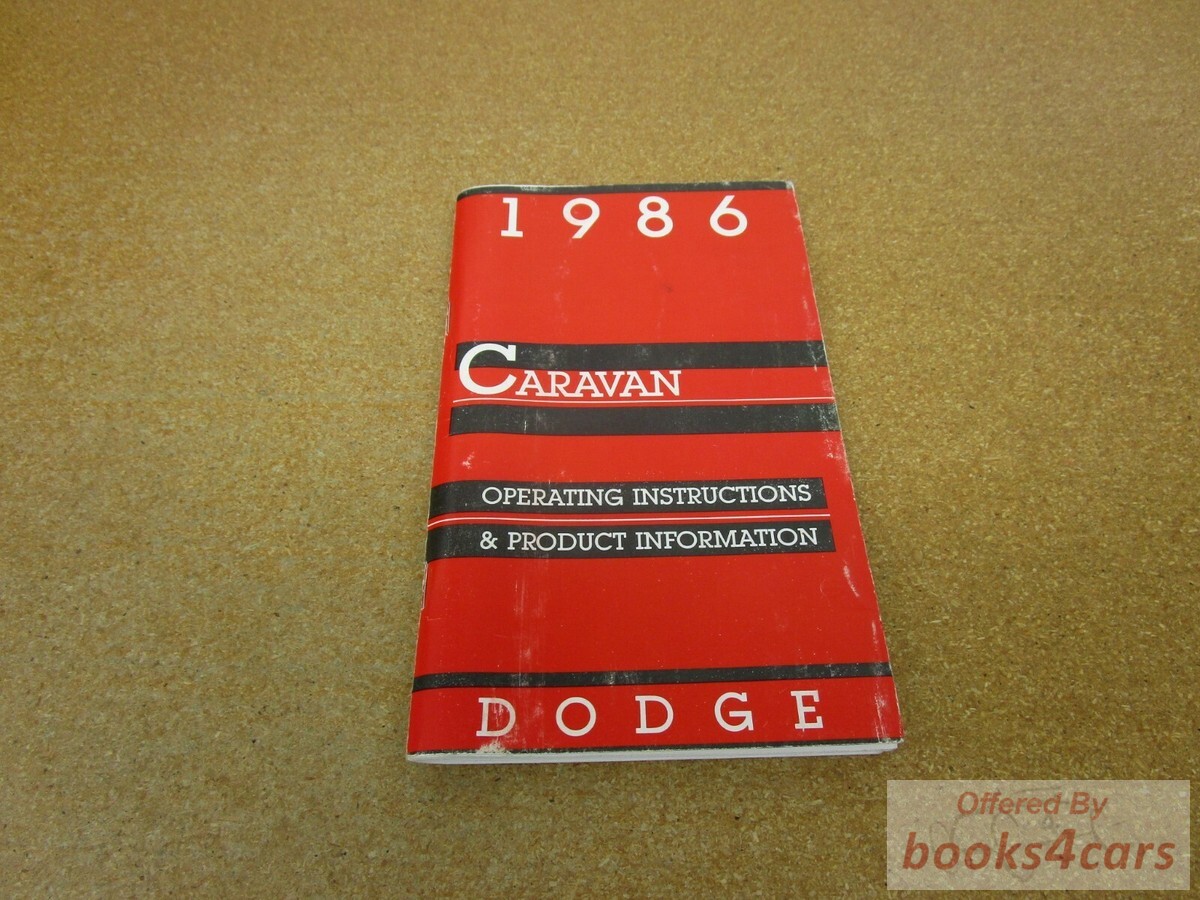 1986
CARAVAN
OPERATING INSTRUCTIONS
& PRODUCT INFORMATION
DODGE
Offered By
books4cars